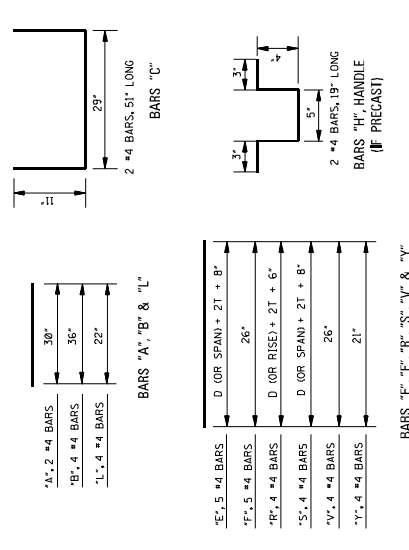 11"
29"
2 #4 BARS, 51" LONG
BARS "C"
3"
3"
4"
5"
2 #4 BARS, 19" LONG
BARS "H", HANDLE
(IF PRECAST)
"A", 2 #4 BARS 30"
"B", 4 #4 BARS 36"
"L", 4 #4 BARS 22"
BARS "A", "B" & "L"
"E", 5 #4 BARS D (OR SPAN) + 2T + 8"
"F", 5 #4 BARS 26"
"R", 4 #4 BARS D (OR RISE) + 2T + 6"
"S", 4 #4 BARS D (OR SPAN) + 2T + 8"
"V", 4 #4 BARS 26"
"Y", 4 #4 BARS 21"
BARS "E", "F", "R", "S", "V" & "Y"